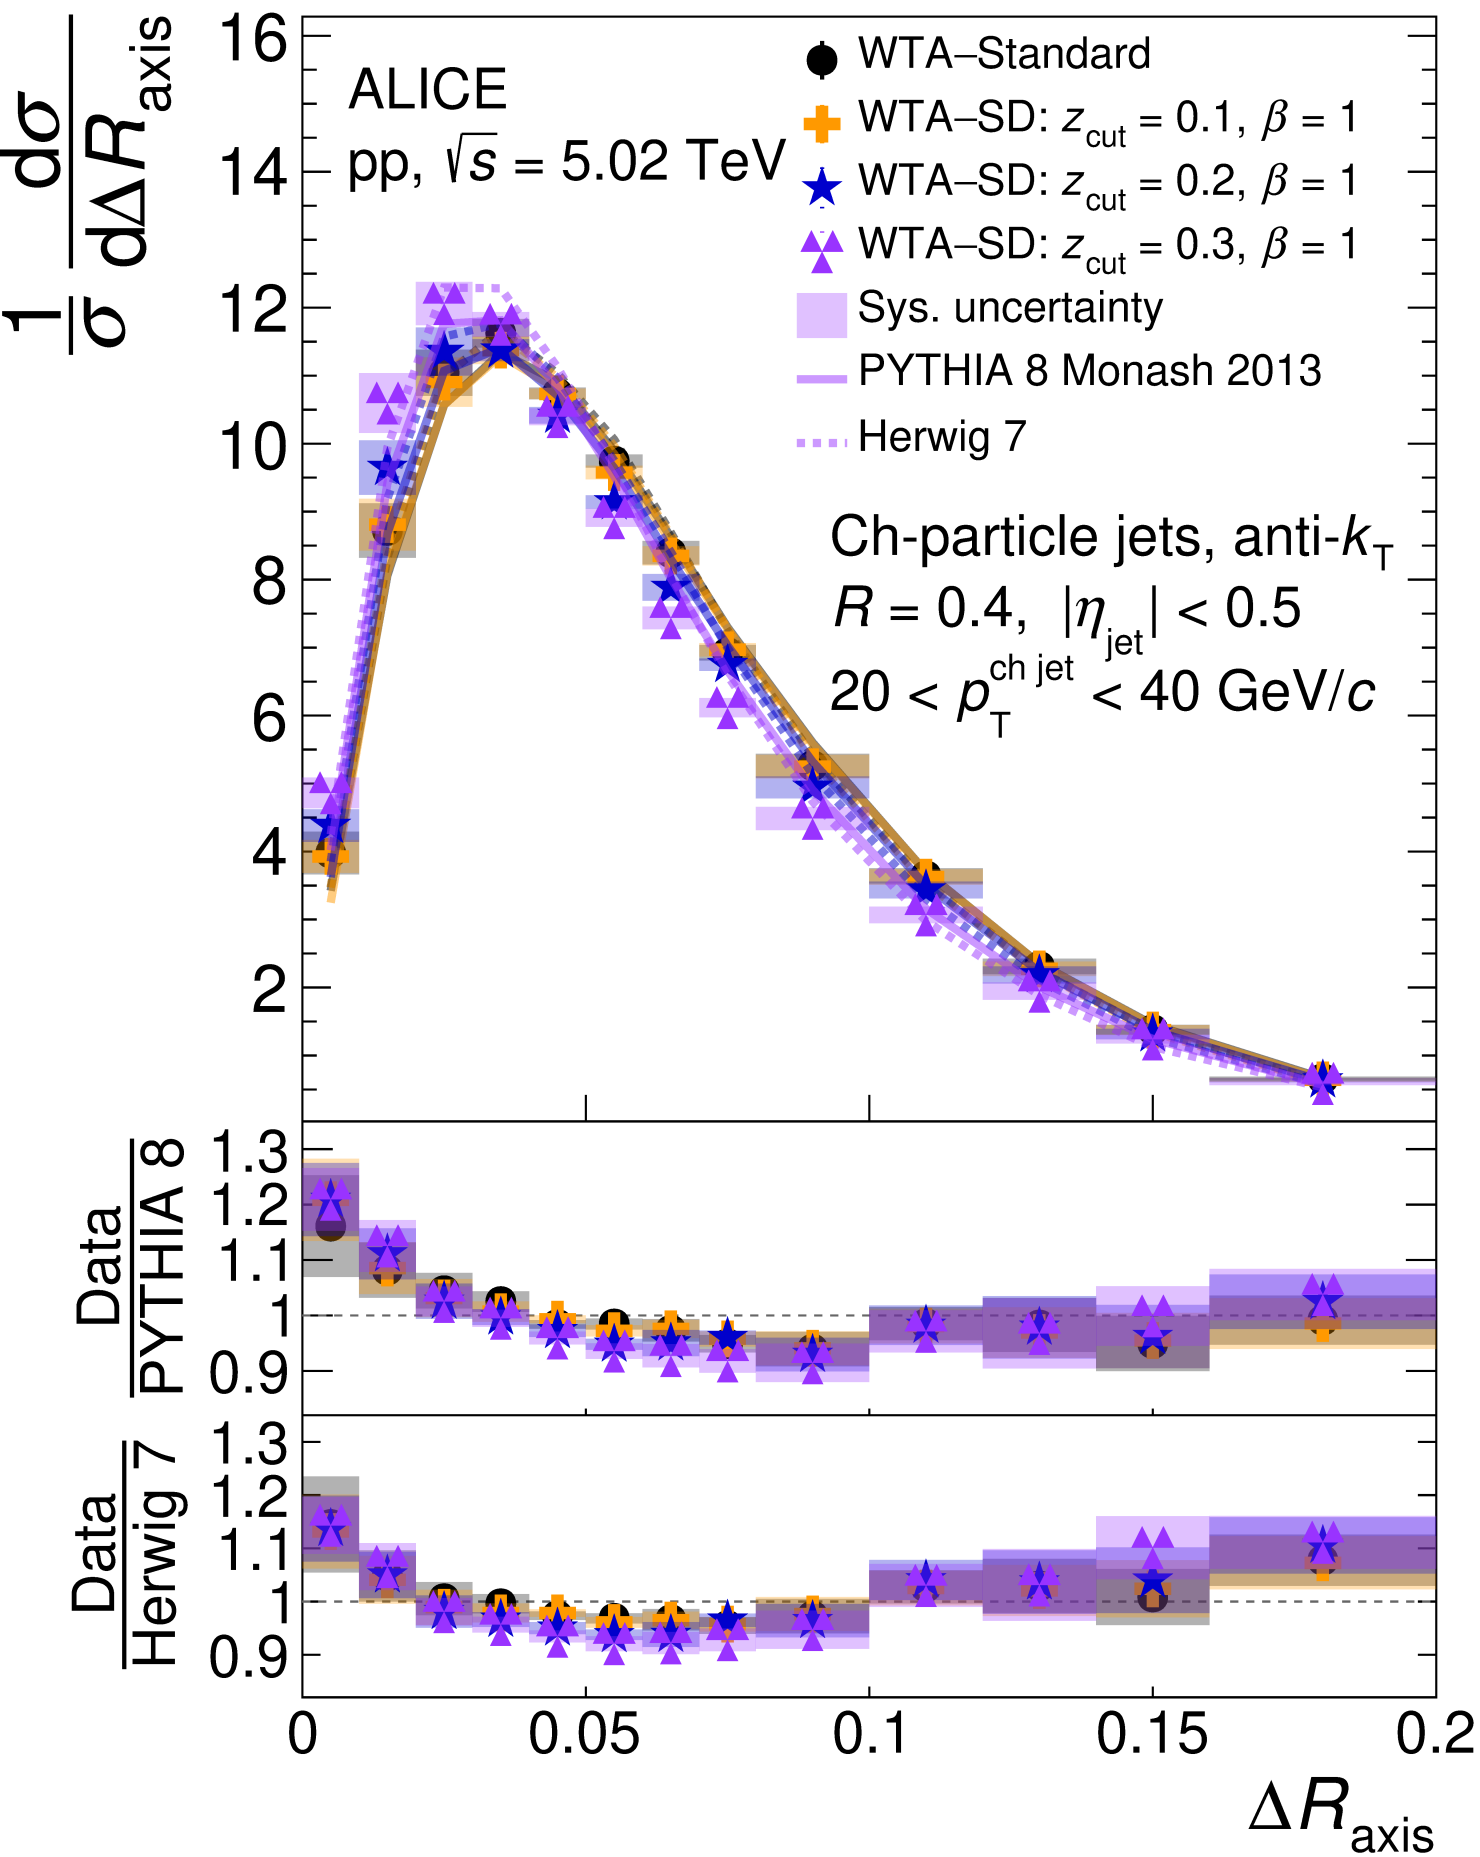 1/σ dσ/dΔR_axis
16
14
12
10
8
6
4
2
ALICE
pp, √s = 5.02 TeV
WTA–Standard
WTA–SD: z_cut = 0.1, β = 1
WTA–SD: z_cut = 0.2, β = 1
WTA–SD: z_cut = 0.3, β = 1
Sys. uncertainty
PYTHIA 8 Monash 2013
Herwig 7
Ch-particle jets, anti-k_T
R = 0.4, |η_jet| < 0.5
20 < p_T^ch jet < 40 GeV/c
Data
PYTHIA 8
1.3
1.2
1.1
1
0.9
Data
Herwig 7
1.3
1.2
1.1
1
0.9
0 0.05 0.1 0.15 0.2
ΔR_axis